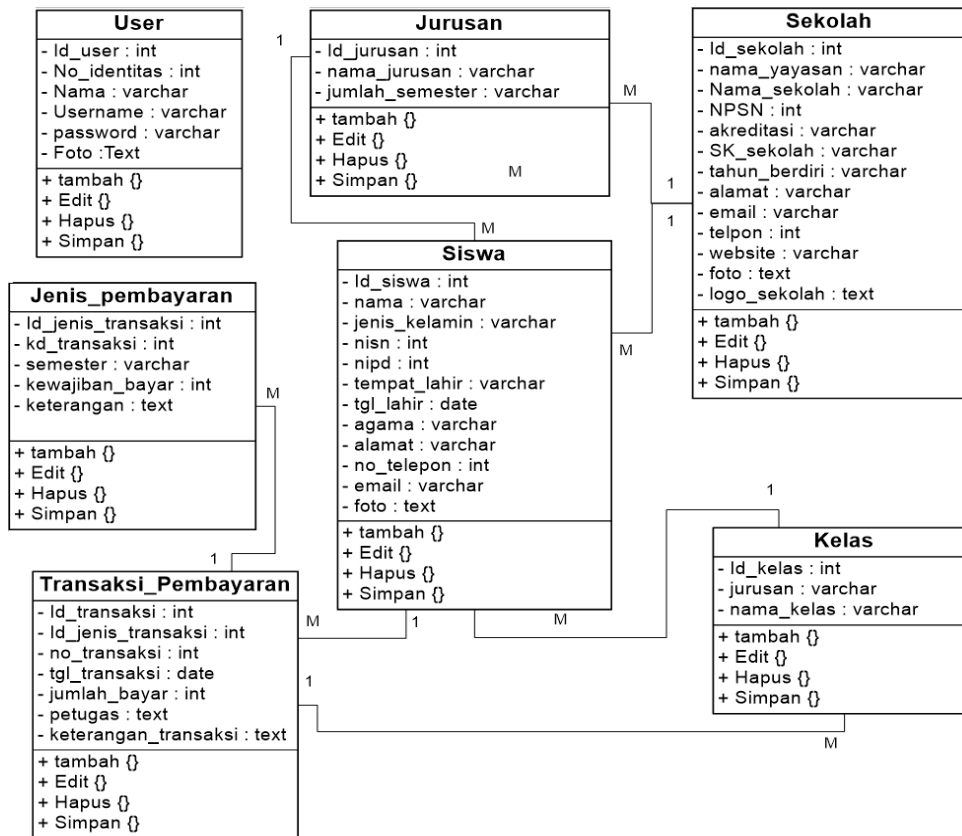 User
- Id_user : int
- No_identitas : int
- Nama : varchar
- Username : varchar
- password : varchar
- Foto :Text
+ tambah {}
+ Edit {}
+ Hapus {}
+ Simpan {}
1
Jurusan
- Id_jurusan : int
- nama_jurusan : varchar
- jumlah_semester : varchar
+ tambah {}
+ Edit {}
+ Hapus {}
+ Simpan {}
M
M
M
1
1
Sekolah
- Id_sekolah : int
- nama_yayasan : varchar
- Nama_sekolah : varchar
- NPSN : int
- akreditasi : varchar
- SK_sekolah : varchar
- tahun_berdiri : varchar
- alamat : varchar
- email : varchar
- telpon : int
- website : varchar
- foto : text
- logo_sekolah : text
+ tambah {}
+ Edit {}
+ Hapus {}
+ Simpan {}
Jenis_pembayaran
- Id_jenis_transaksi : int
- kd_transaksi : int
- semester : varchar
- kewajiban_bayar : int
- keterangan : text
+ tambah {}
+ Edit {}
+ Hapus {}
+ Simpan {}
M
1
Siswa
- Id_siswa : int
- nama : varchar
- jenis_kelamin : varchar
- nisn : int
- nipd : int
- tempat_lahir : varchar
- tgl_lahir : date
- agama : varchar
- alamat : varchar
- no_telepon : int
- email : varchar
- foto : text
+ tambah {}
+ Edit {}
+ Hapus {}
+ Simpan {}
M
1
Kelas
- Id_kelas : int
- jurusan : varchar
- nama_kelas : varchar
+ tambah {}
+ Edit {}
+ Hapus {}
+ Simpan {}
Transaksi_Pembayaran
- Id_transaksi : int
- Id_jenis_transaksi : int
- no_transaksi : int
- tgl_transaksi : date
- jumlah_bayar : int
- petugas : text
- keterangan_transaksi : text
+ tambah {}
+ Edit {}
+ Hapus {}
+ Simpan {}
M
1
M
1
M